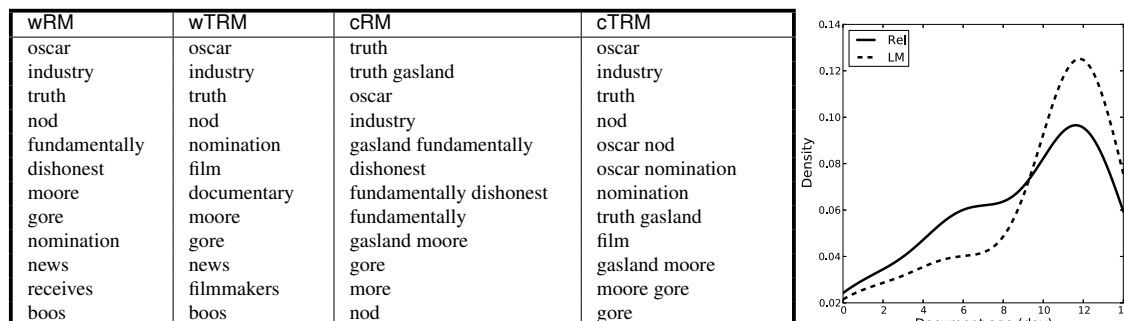 wRM wTRM cRM cTRM
oscar oscar truth oscar
industry industry truth gasland industry
truth truth oscar truth
nod nod industry nod
fundamentally nomination gasland fundamentally oscar nod
dishonest film dishonest oscar nomination
moore documentary fundamentally dishonest nomination
gore moore fundamentally truth gasland
nomination gore gasland moore film
news news gore gasland moore
receives filmmakers more moore gore
boos boos nod gore
Rel
LM
Density
0.14
0.12
0.10
0.08
0.06
0.04
0.02
0 2 4 6 8 10 12
Document age (day)